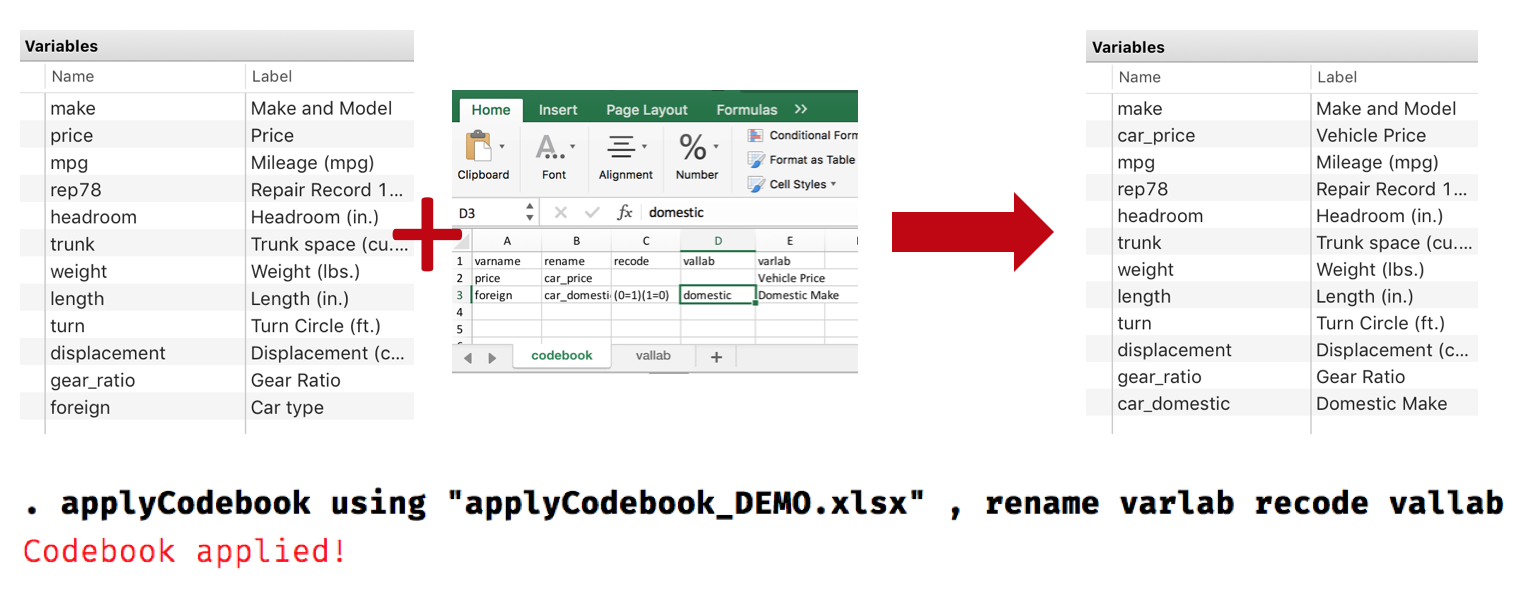 Variables
Name Label
make Make and Model
price Price
mpg Mileage (mpg)
rep78 Repair Record 1...
headroom Headroom (in.)
trunk Trunk space (cu....
weight Weight (lbs.)
length Length (in.)
turn Turn Circle (ft.)
displacement Displacement (c...
gear_ratio Gear Ratio
foreign Car type
Home Insert Page Layout Formulas >>
Clipboard
A...
Font
Alignment
%
Number
Conditional Form
Format as Table
Cell Styles
D3 fx domestic
A B C D E
1 varname rename recode vallab varlab
2 price car_price Vehicle Price
3 foreign car_domesti (0=1)(1=0) domestic Domestic Make
4
5
codebook vallab +
Variables
Name Label
make Make and Model
car_price Vehicle Price
mpg Mileage (mpg)
rep78 Repair Record 1...
headroom Headroom (in.)
trunk Trunk space (cu....
weight Weight (lbs.)
length Length (in.)
turn Turn Circle (ft.)
displacement Displacement (c...
gear_ratio Gear Ratio
car_domestic Domestic Make
. applyCodebook using "applyCodebook_DEMO.xlsx" , rename varlab recode vallab
Codebook applied!